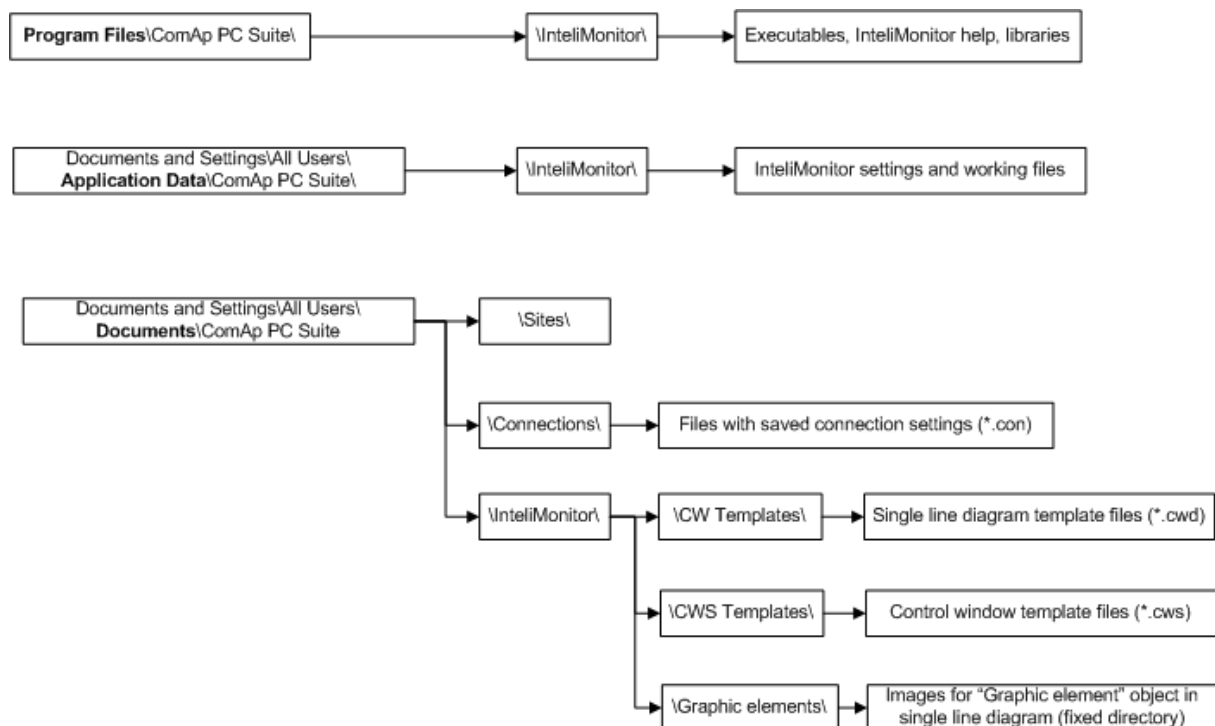 Program Files\ComAp PC Suite\
\InteliMonitor\
Executables, InteliMonitor help, libraries
Documents and Settings\All Users\
Application Data\ComAp PC Suite\
\InteliMonitor\
InteliMonitor settings and working files
Documents and Settings\All Users\
Documents\ComAp PC Suite
\Sites\
\Connections\
Files with saved connection settings (*.con)
\InteliMonitor\
\CW Templates\
Single line diagram template files (*.cwd)
\CWS Templates\
Control window template files (*.cws)
\Graphic elements\
Images for “Graphic element” object in
single line diagram (fixed directory)